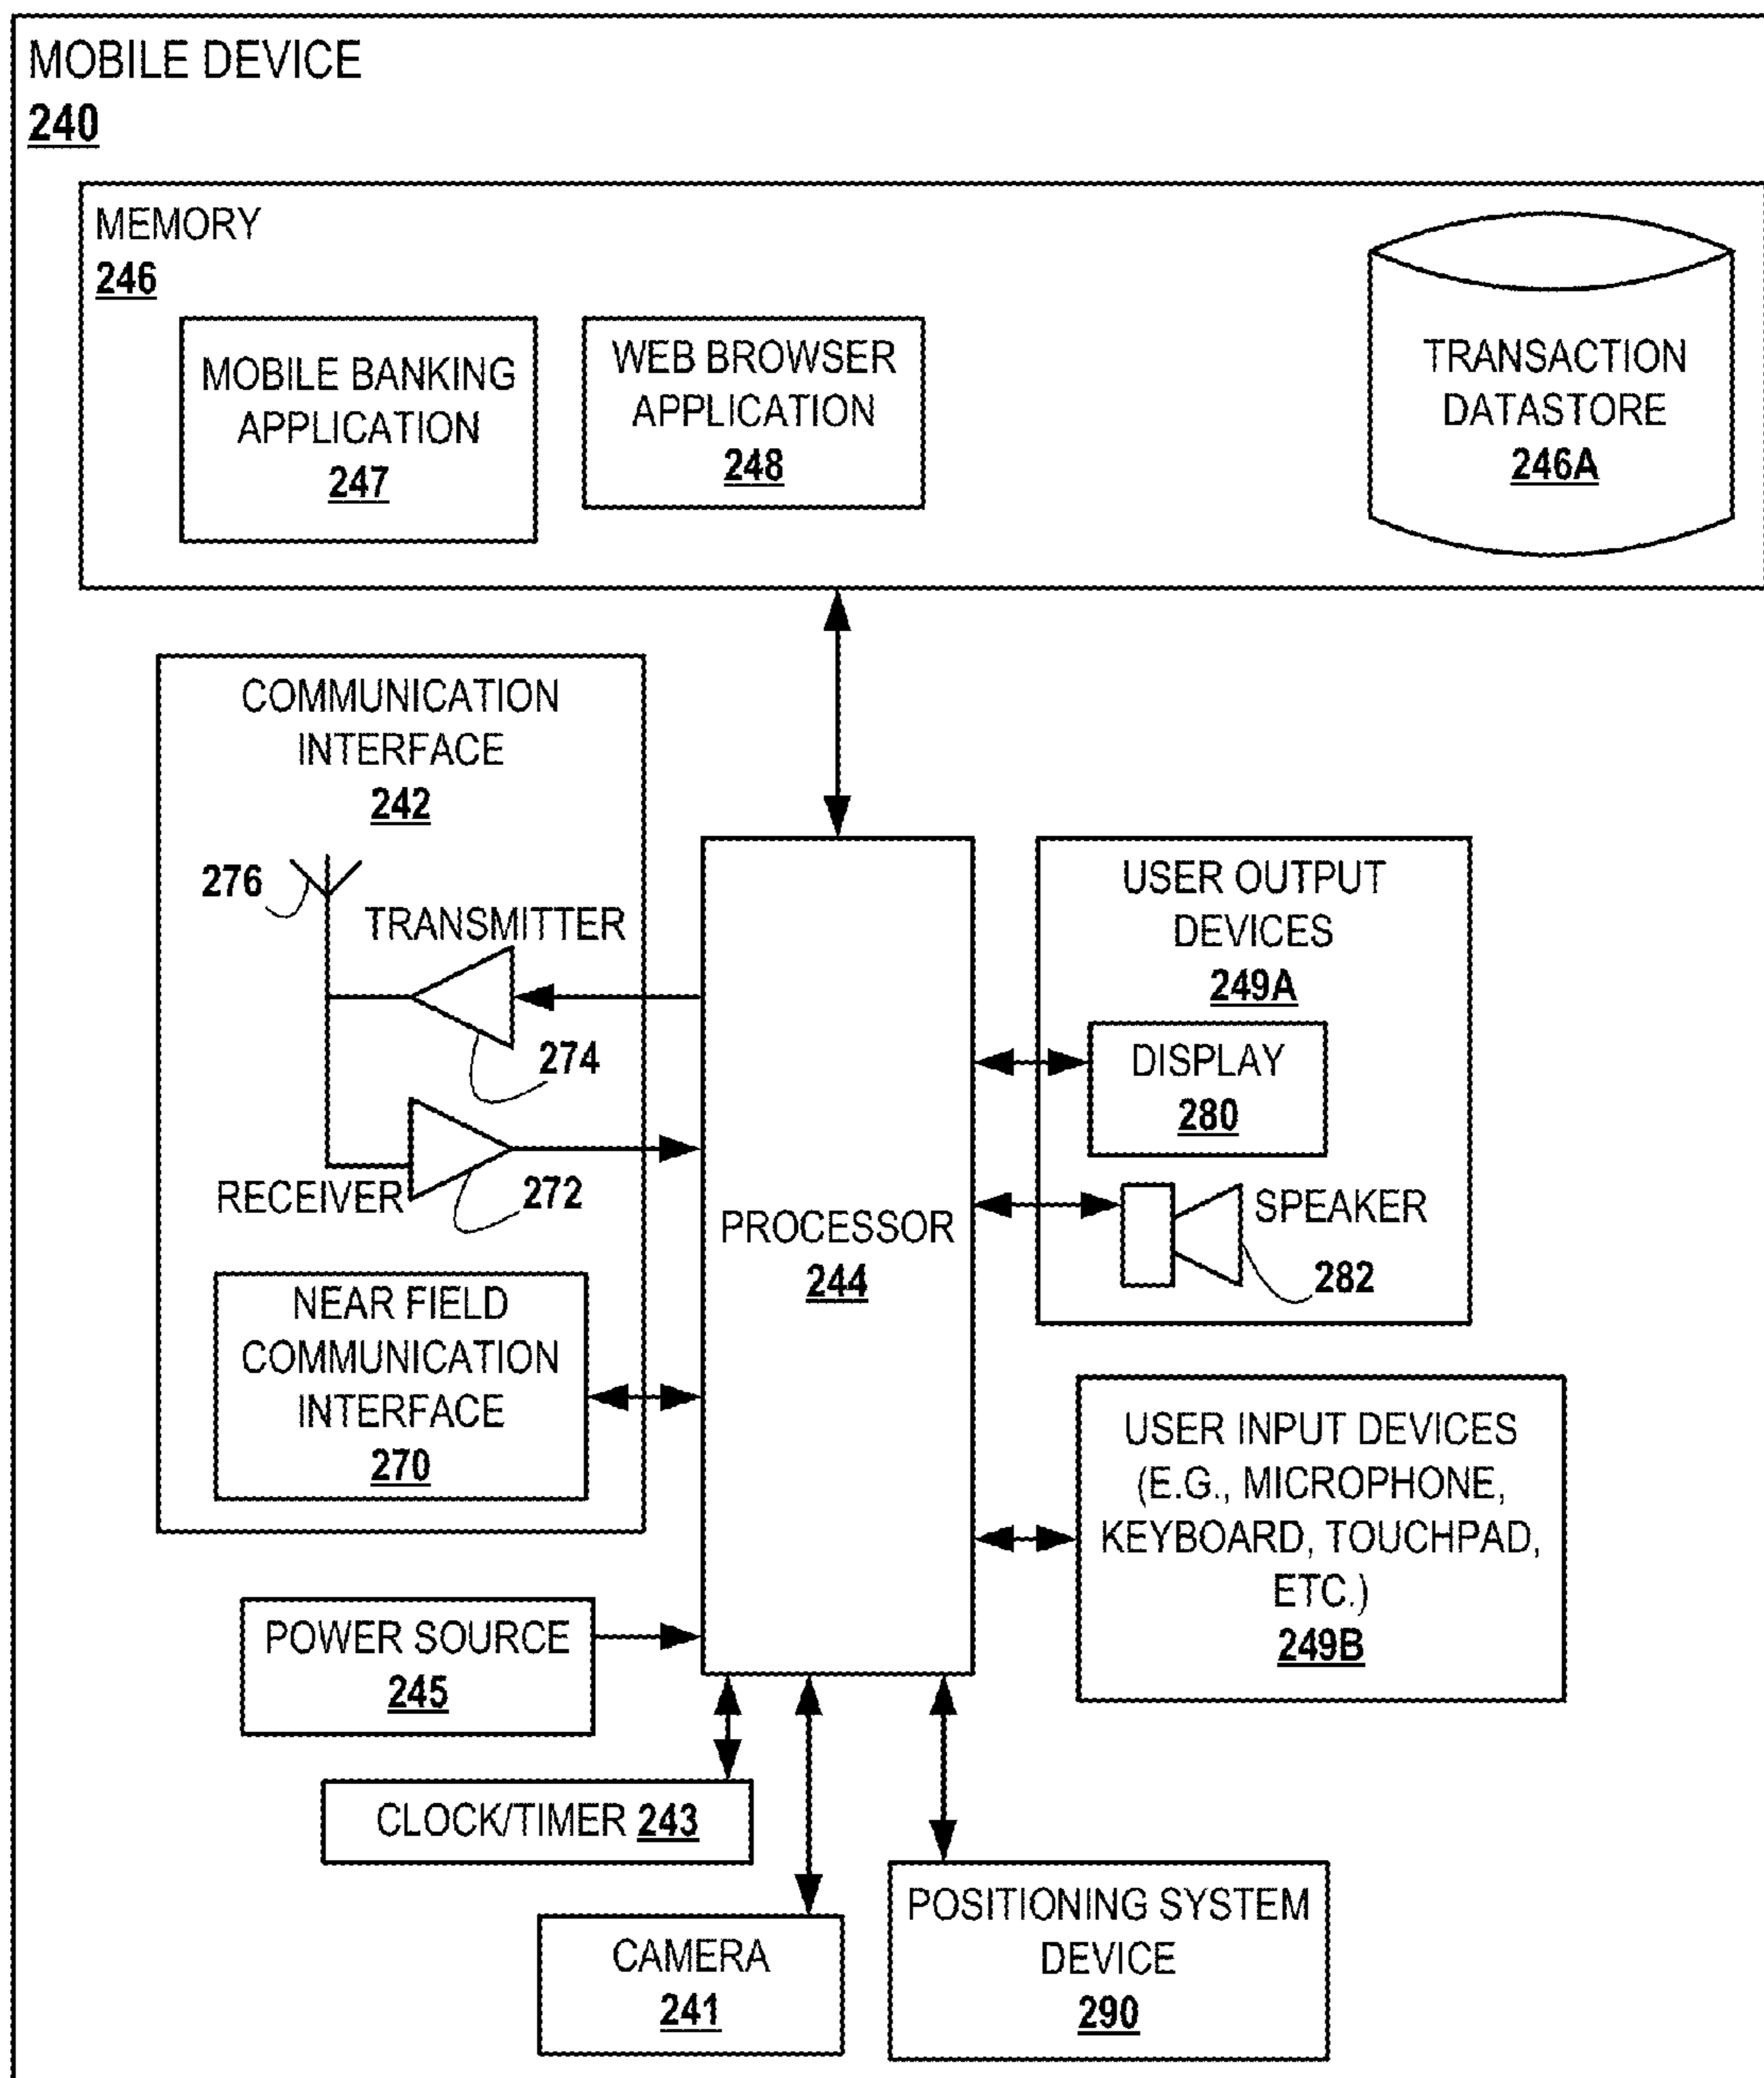 MOBILE DEVICE
240
MEMORY
246
MOBILE BANKING
APPLICATION
247
WEB BROWSER
APPLICATION
248
TRANSACTION
DATASTORE
246A
COMMUNICATION
INTERFACE
242
276
TRANSMITTER
274
RECEIVER
272
NEAR FIELD
COMMUNICATION
INTERFACE
270
PROCESSOR
244
USER OUTPUT
DEVICES
249A
DISPLAY
280
SPEAKER
282
USER INPUT DEVICES
(E.G., MICROPHONE,
KEYBOARD, TOUCHPAD,
ETC.)
249B
POWER SOURCE
245
CLOCK/TIMER 243
CAMERA
241
POSITIONING SYSTEM
DEVICE
290